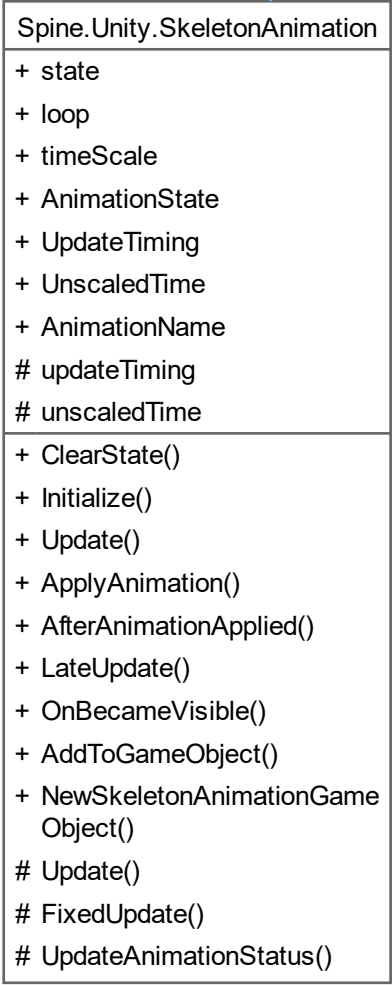 Spine.Unity.SkeletonAnimation
+ state
+ loop
+ timeScale
+ AnimationState
+ UpdateTiming
+ UnscaledTime
+ AnimationName
# updateTiming
# unscaledTime
+ ClearState()
+ Initialize()
+ Update()
+ ApplyAnimation()
+ AfterAnimationApplied()
+ LateUpdate()
+ OnBecameVisible()
+ AddToGameObject()
+ NewSkeletonAnimationGame
Object()
# Update()
# FixedUpdate()
# UpdateAnimationStatus()